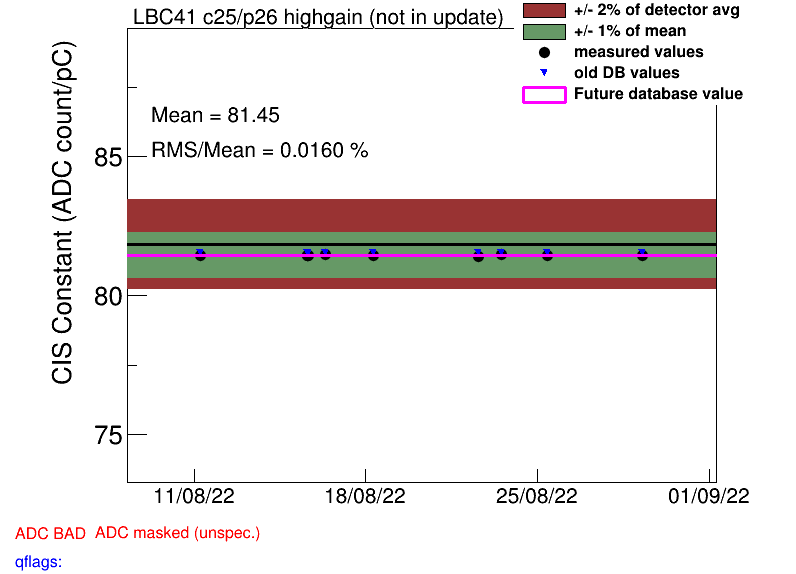 LBC41 c25/p26 highgain (not in update)
+/- 2% of detector avg
+/- 1% of mean
measured values
old DB values
Future database value
Mean = 81.45
RMS/Mean = 0.0160 %
CIS Constant (ADC count/pC)
85
80
75
11/08/22 18/08/22 25/08/22 01/09/22
ADC BAD ADC masked (unspec.)
qflags: